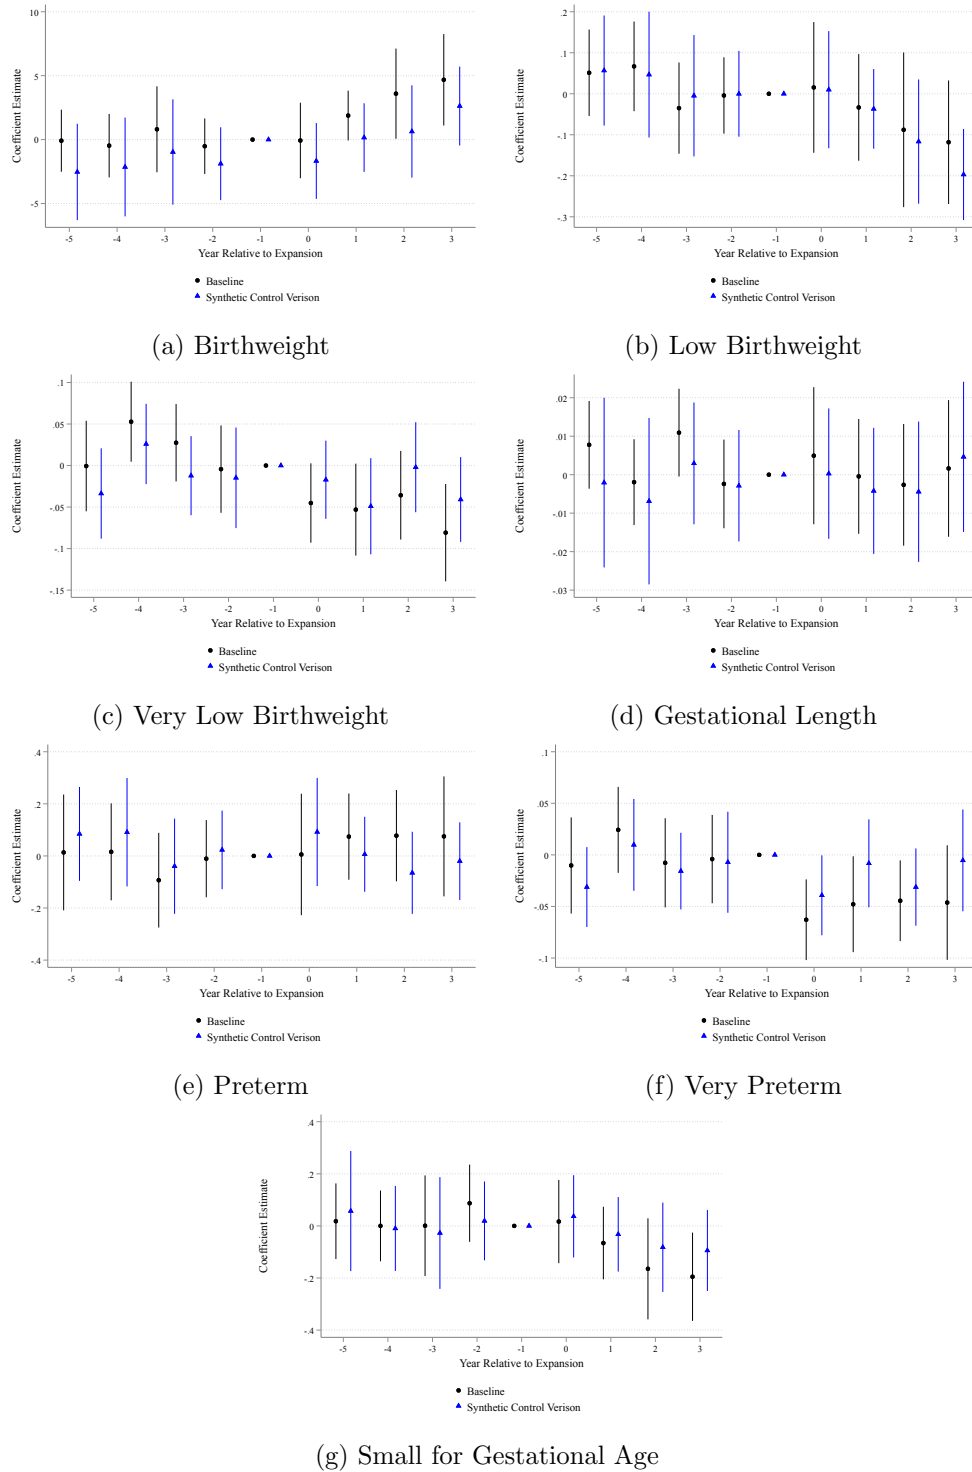 10
5
0
-5
Coefficient Estimate
-5 -4 -3 -2 -1 0 1 2 3
Year Relative to Expansion
Baseline
Synthetic Control Verison
(a) Birthweight
.2
.1
0
-.1
-.2
-.3
Coefficient Estimate
-5 -4 -3 -2 -1 0 1 2 3
Year Relative to Expansion
Baseline
Synthetic Control Verison
(b) Low Birthweight
.1
.05
0
-.05
-.1
-.15
Coefficient Estimate
-5 -4 -3 -2 -1 0 1 2 3
Year Relative to Expansion
Baseline
Synthetic Control Verison
(c) Very Low Birthweight
.02
.01
0
-.01
-.02
-.03
Coefficient Estimate
-5 -4 -3 -2 -1 0 1 2 3
Year Relative to Expansion
Baseline
Synthetic Control Verison
(d) Gestational Length
.4
.2
0
-.2
-.4
Coefficient Estimate
-5 -4 -3 -2 -1 0 1 2 3
Year Relative to Expansion
Baseline
Synthetic Control Verison
(e) Preterm
.1
.05
0
-.05
-.1
Coefficient Estimate
-5 -4 -3 -2 -1 0 1 2 3
Year Relative to Expansion
Baseline
Synthetic Control Verison
(f) Very Preterm
.4
.2
0
-.2
-.4
Coefficient Estimate
-5 -4 -3 -2 -1 0 1 2 3
Year Relative to Expansion
Baseline
Synthetic Control Verison
(g) Small for Gestational Age